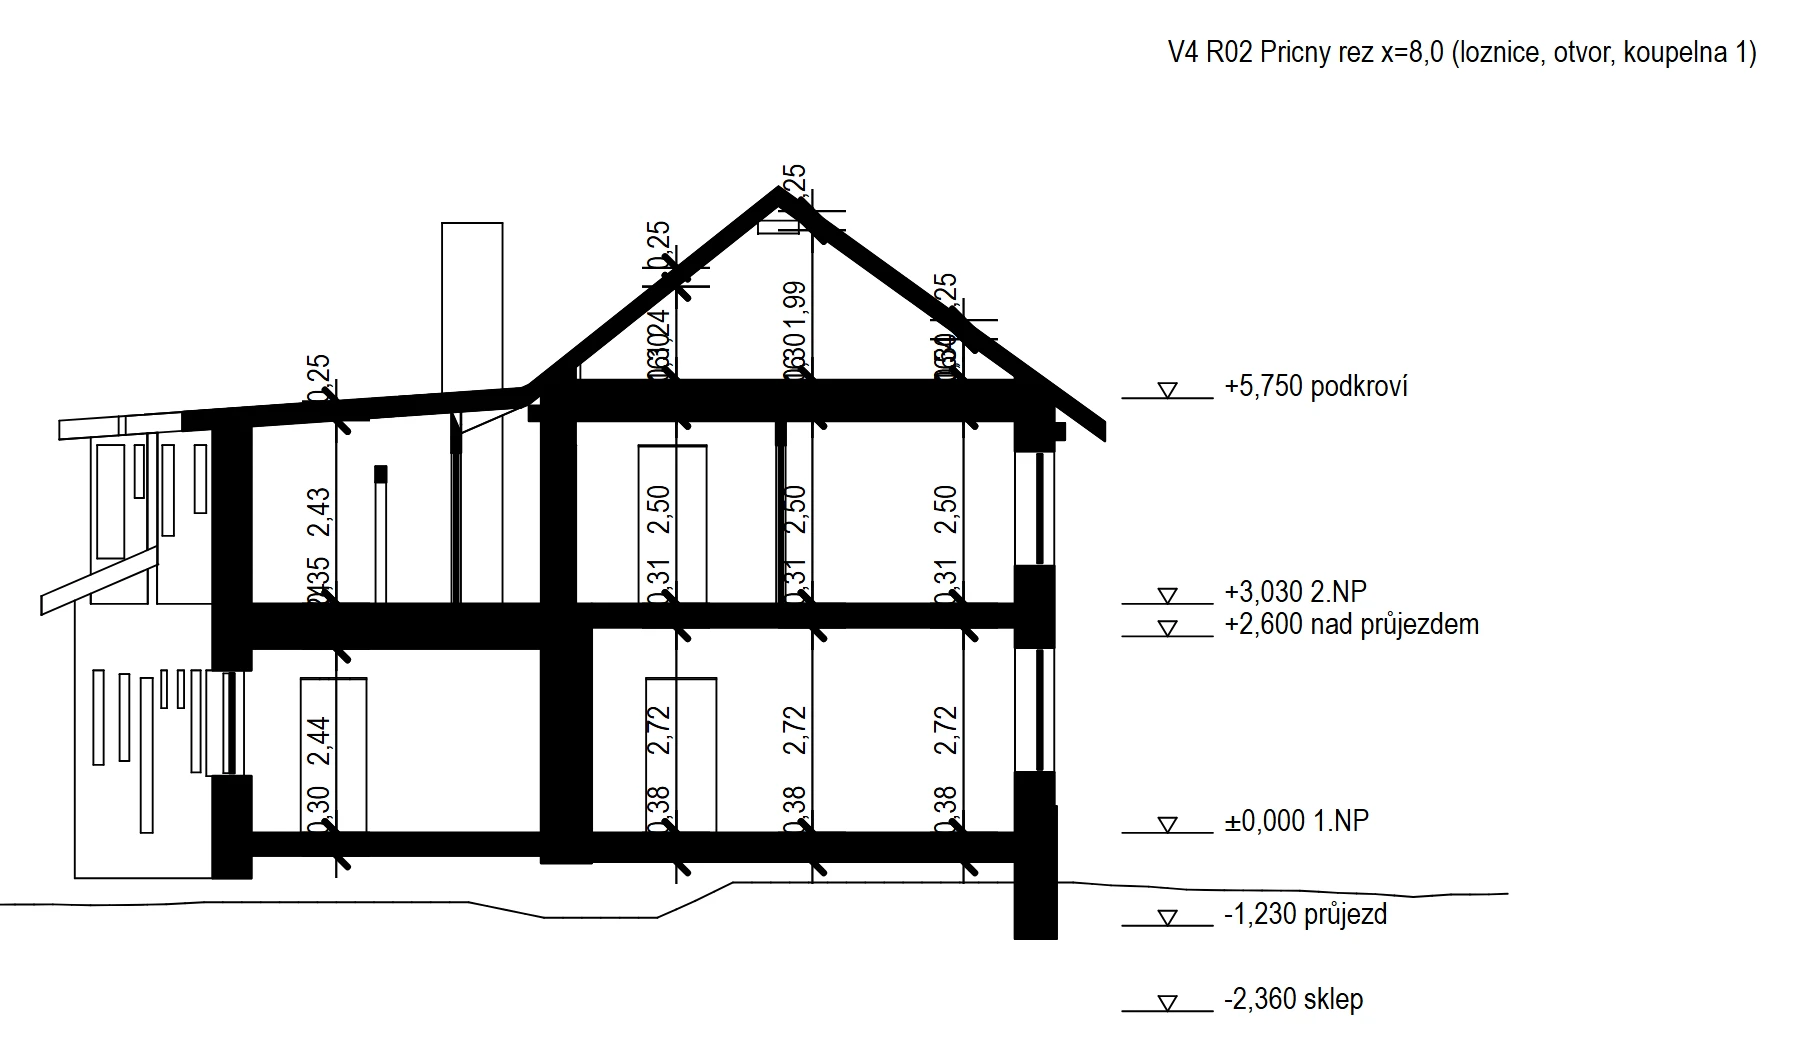 V4 R02 Pricny rez x=8,0 (loznice, otvor, koupelna 1)
,25
0,25
1,99
,25
0,25
+5,750 podkroví
2,43
2,50
2,50
2,50
0,31
0,31
0,31
+3,030 2.NP
+2,600 nad průjezdem
2,44
2,72
2,72
2,72
0,30
0,38
0,38
0,38
±0,000 1.NP
-1,230 průjezd
-2,360 sklep